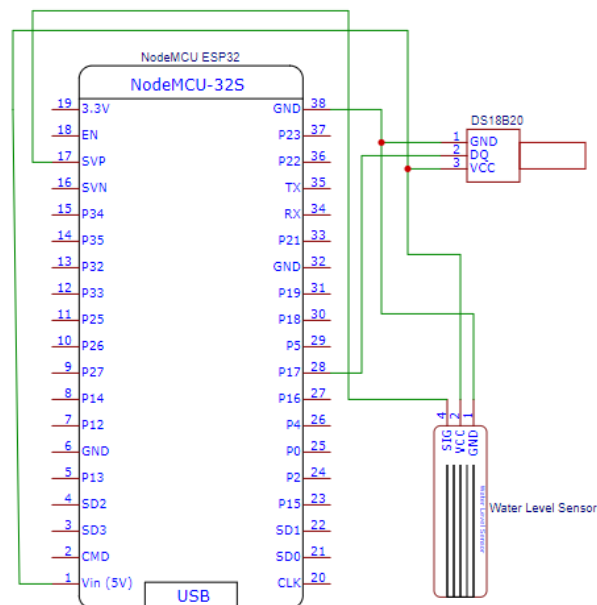 NodeMCU ESP32
NodeMCU-32S
19 3.3V GND 38
18 EN P23 37
17 SVP P22 36
16 SVN TX 35
15 P34 RX 34
14 P35 P21 33
13 P32 GND 32
12 P33 P19 31
11 P25 P18 30
10 P26 P5 29
9 P27 P17 28
8 P14 P16 27
7 P12 P4 26
6 GND P0 25
5 P13 P2 24
4 SD2 P15 23
3 SD3 SD1 22
2 CMD SD0 21
1 Vin (5V) CLK 20
USB
DS18B20
1 GND
2 DQ
3 VCC
4 SIG
2 VCC
1 GND
Water Level Sensor
Water Level Sensor